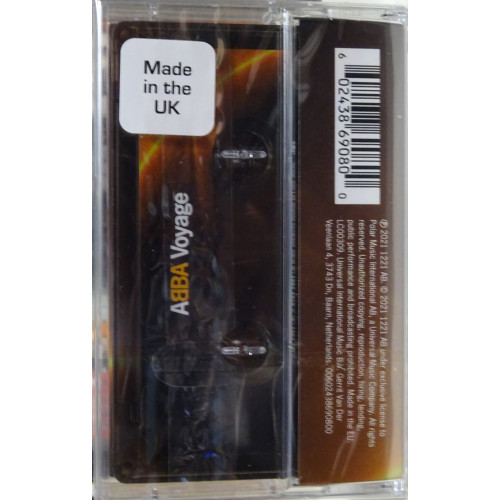 Made
in the
UK
ABBA Voyage
6 02438 69080 0
℗ 2021 1221 AB. © 2021 1221 AB under exclusive license to
Polar Music International AB, a Universal Music Company. All rights
reserved. Unauthorized copying, reproduction, hiring, lending,
public performance and broadcasting prohibited. Made in the EU.
LC00309. Universal International Music BV/ Gerrit Van Der
Veenlaan 4, 3743 Dn, Baarn, Netherlands. 00602438690800